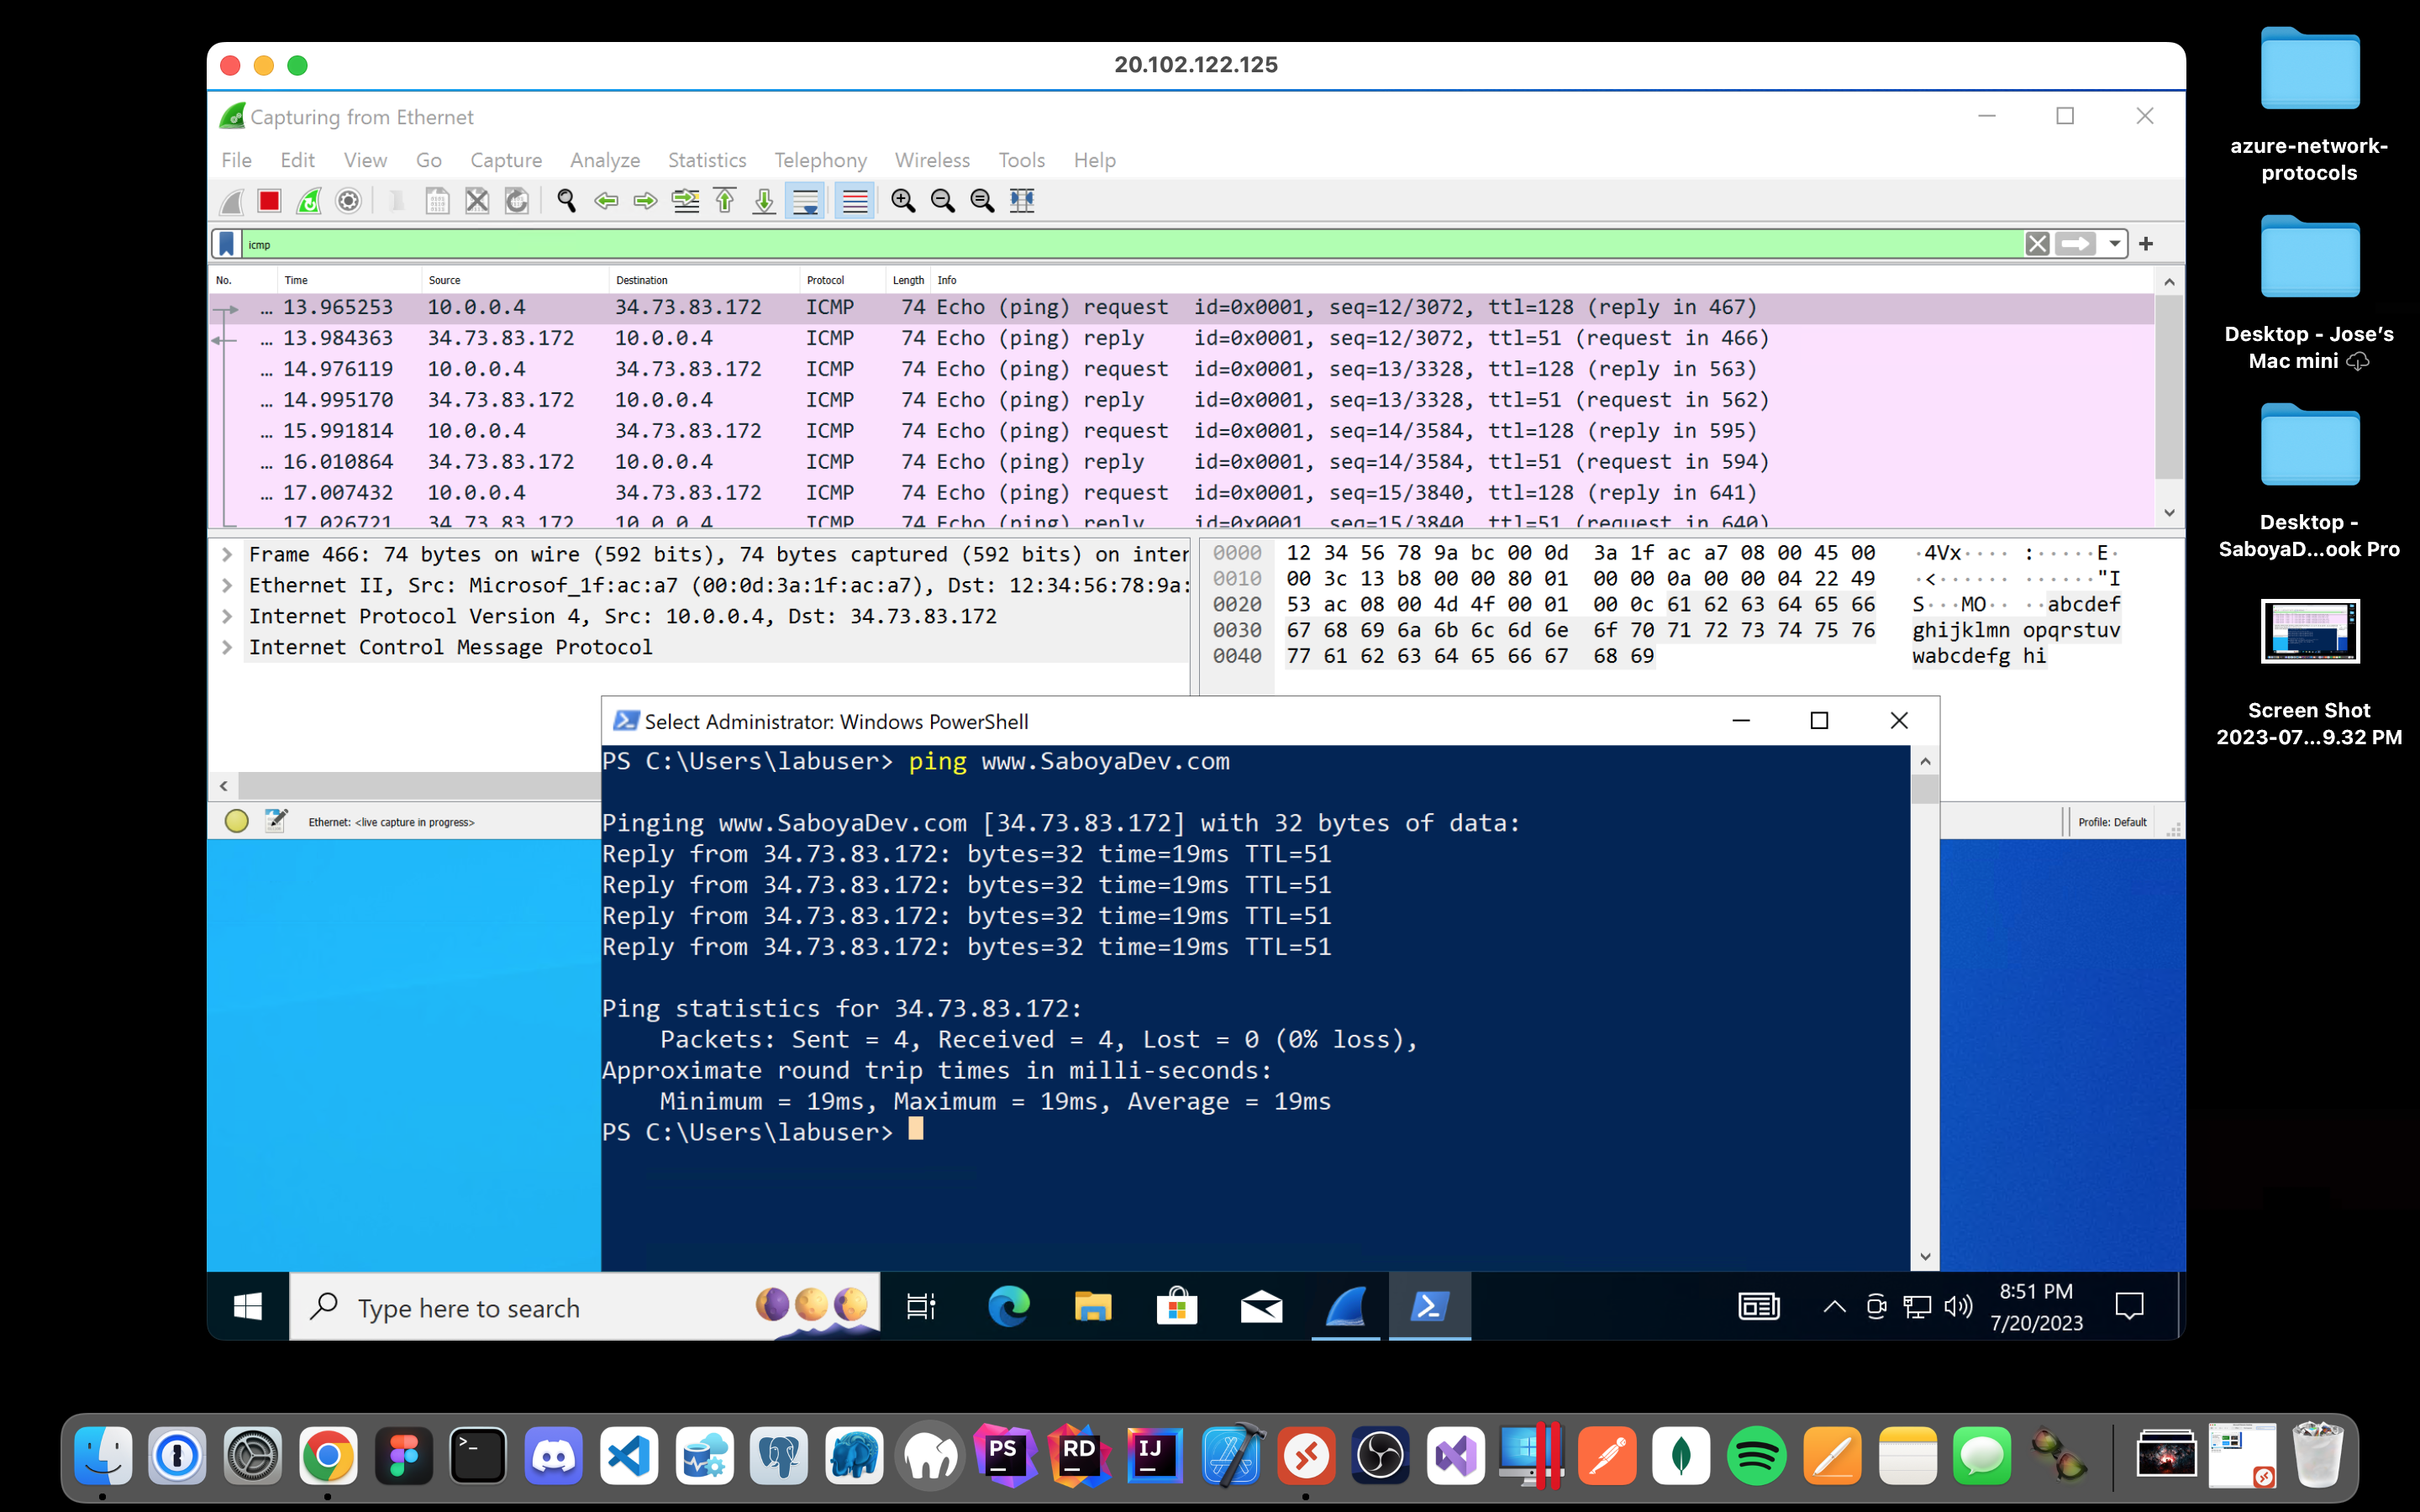 20.102.122.125
Capturing from Ethernet
File Edit View Go Capture Analyze Statistics Telephony Wireless Tools Help
icmp
No. Time Source Destination Protocol Length Info
... 13.965253 10.0.0.4 34.73.83.172 ICMP 74 Echo (ping) request id=0x0001, seq=12/3072, ttl=128 (reply in 467)
... 13.984363 34.73.83.172 10.0.0.4 ICMP 74 Echo (ping) reply id=0x0001, seq=12/3072, ttl=51 (request in 466)
... 14.976119 10.0.0.4 34.73.83.172 ICMP 74 Echo (ping) request id=0x0001, seq=13/3328, ttl=128 (reply in 563)
... 14.995170 34.73.83.172 10.0.0.4 ICMP 74 Echo (ping) reply id=0x0001, seq=13/3328, ttl=51 (request in 562)
... 15.991814 10.0.0.4 34.73.83.172 ICMP 74 Echo (ping) request id=0x0001, seq=14/3584, ttl=128 (reply in 595)
... 16.010864 34.73.83.172 10.0.0.4 ICMP 74 Echo (ping) reply id=0x0001, seq=14/3584, ttl=51 (request in 594)
... 17.007432 10.0.0.4 34.73.83.172 ICMP 74 Echo (ping) request id=0x0001, seq=15/3840, ttl=128 (reply in 641)
17.026721 34.73.83.172 10.0.0.4 ICMP 74 Echo (ping) reply id=0x0001, seq=15/3840, ttl=51 (request in 640)
Frame 466: 74 bytes on wire (592 bits), 74 bytes captured (592 bits) on inter
Ethernet II, Src: Microsof_1f:ac:a7 (00:0d:3a:1f:ac:a7), Dst: 12:34:56:78:9a:
Internet Protocol Version 4, Src: 10.0.0.4, Dst: 34.73.83.172
Internet Control Message Protocol
0000 12 34 56 78 9a bc 00 0d 3a 1f ac a7 08 00 45 00 ·4Vx···· :·····E·
0010 00 3c 13 b8 00 00 80 01 00 00 0a 00 00 04 22 49 ·<······ ······"I
0020 53 ac 08 00 4d 4f 00 01 00 0c 61 62 63 64 65 66 S···MO·· ··abcdef
0030 67 68 69 6a 6b 6c 6d 6e 6f 70 71 72 73 74 75 76 ghijklmn opqrstuv
0040 77 61 62 63 64 65 66 67 68 69 wabcdefg hi
Ethernet: <live capture in progress>
Profile: Default
Select Administrator: Windows PowerShell
PS C:\Users\labuser> ping www.SaboyaDev.com
Pinging www.SaboyaDev.com [34.73.83.172] with 32 bytes of data:
Reply from 34.73.83.172: bytes=32 time=19ms TTL=51
Reply from 34.73.83.172: bytes=32 time=19ms TTL=51
Reply from 34.73.83.172: bytes=32 time=19ms TTL=51
Reply from 34.73.83.172: bytes=32 time=19ms TTL=51
Ping statistics for 34.73.83.172:
Packets: Sent = 4, Received = 4, Lost = 0 (0% loss),
Approximate round trip times in milli-seconds:
Minimum = 19ms, Maximum = 19ms, Average = 19ms
PS C:\Users\labuser>
Type here to search
8:51 PM
7/20/2023
azure-network-
protocols
Desktop - Jose’s
Mac mini
Desktop -
SaboyaD...ook Pro
Screen Shot
2023-07...9.32 PM
PS
RD
IJ